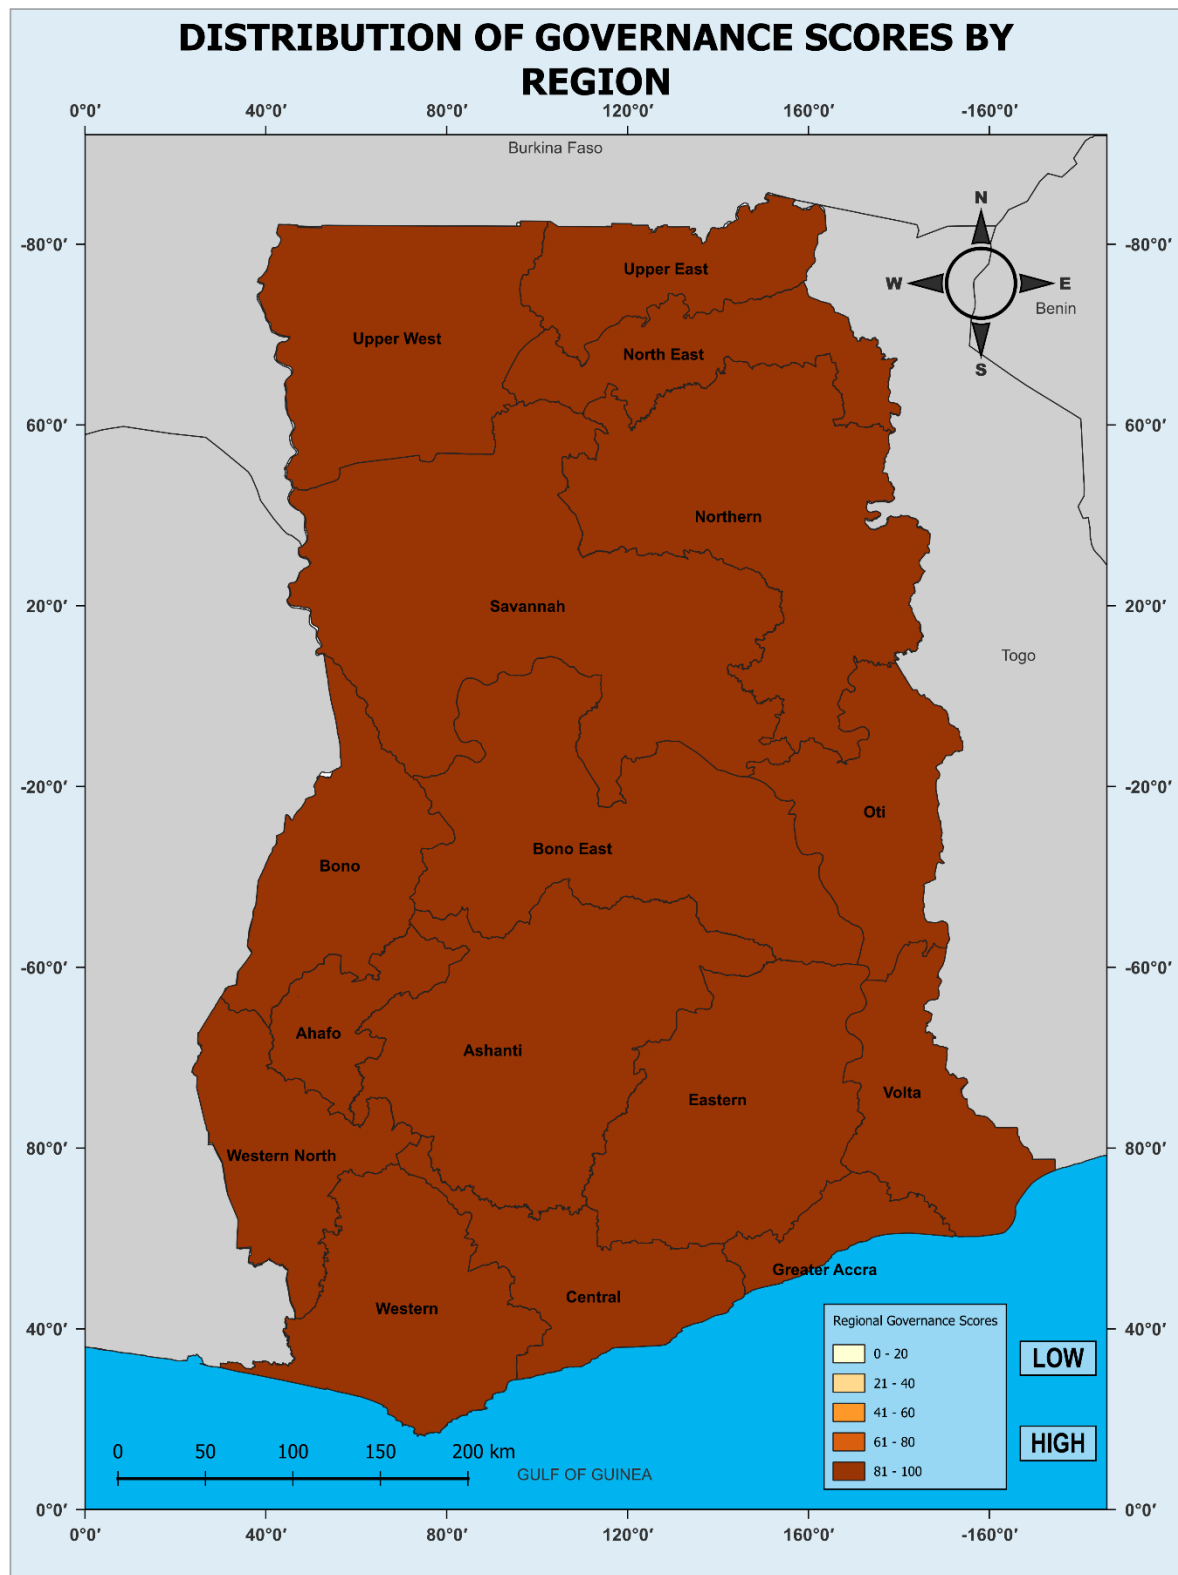 DISTRIBUTION OF GOVERNANCE SCORES BY
REGION
0°0′ 40°0′ 80°0′ 120°0′ 160°0′ -160°0′
Burkina Faso
N
-80°0′ -80°0′
W E
Upper East
Benin
Upper West
North East
S
60°0′ 60°0′
Northern
20°0′ 20°0′
Savannah
Togo
-20°0′ -20°0′
Oti
Bono East
Bono
-60°0′ -60°0′
Ahafo
Ashanti
Volta
Eastern
80°0′ 80°0′
Western North
Greater Accra
Central
Western
40°0′ 40°0′
Regional Governance Scores
0 - 20
21 - 40
41 - 60
61 - 80
81 - 100
LOW
HIGH
0 50 100 150 200 km
GULF OF GUINEA
0°0′ 0°0′
0°0′ 40°0′ 80°0′ 120°0′ 160°0′ -160°0′